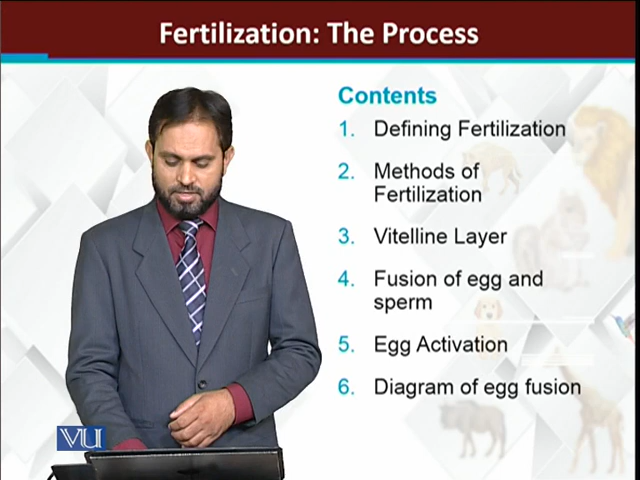 Fertilization: The Process
Contents
1. Defining Fertilization
2. Methods of
Fertilization
3. Vitelline Layer
4. Fusion of egg and
sperm
5. Egg Activation
6. Diagram of egg fusion
VU